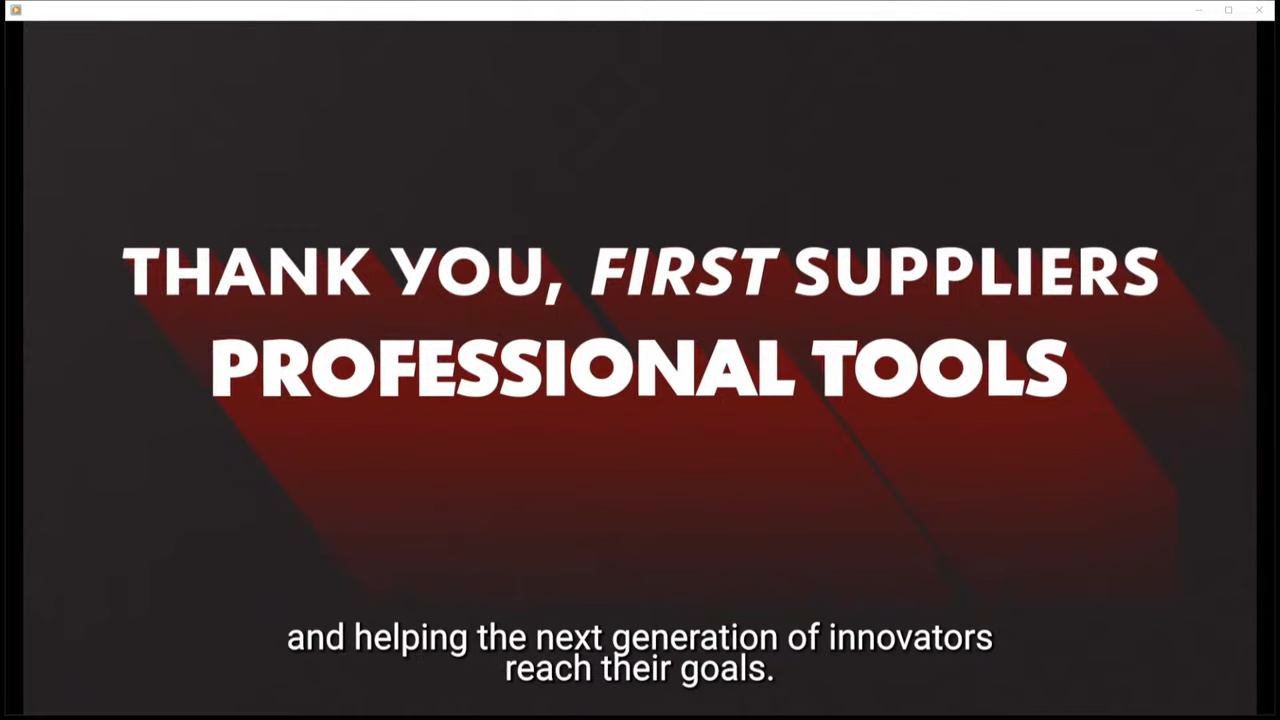 THANK YOU, FIRST SUPPLIERS
PROFESSIONAL TOOLS
and helping the next generation of innovators
reach their goals.